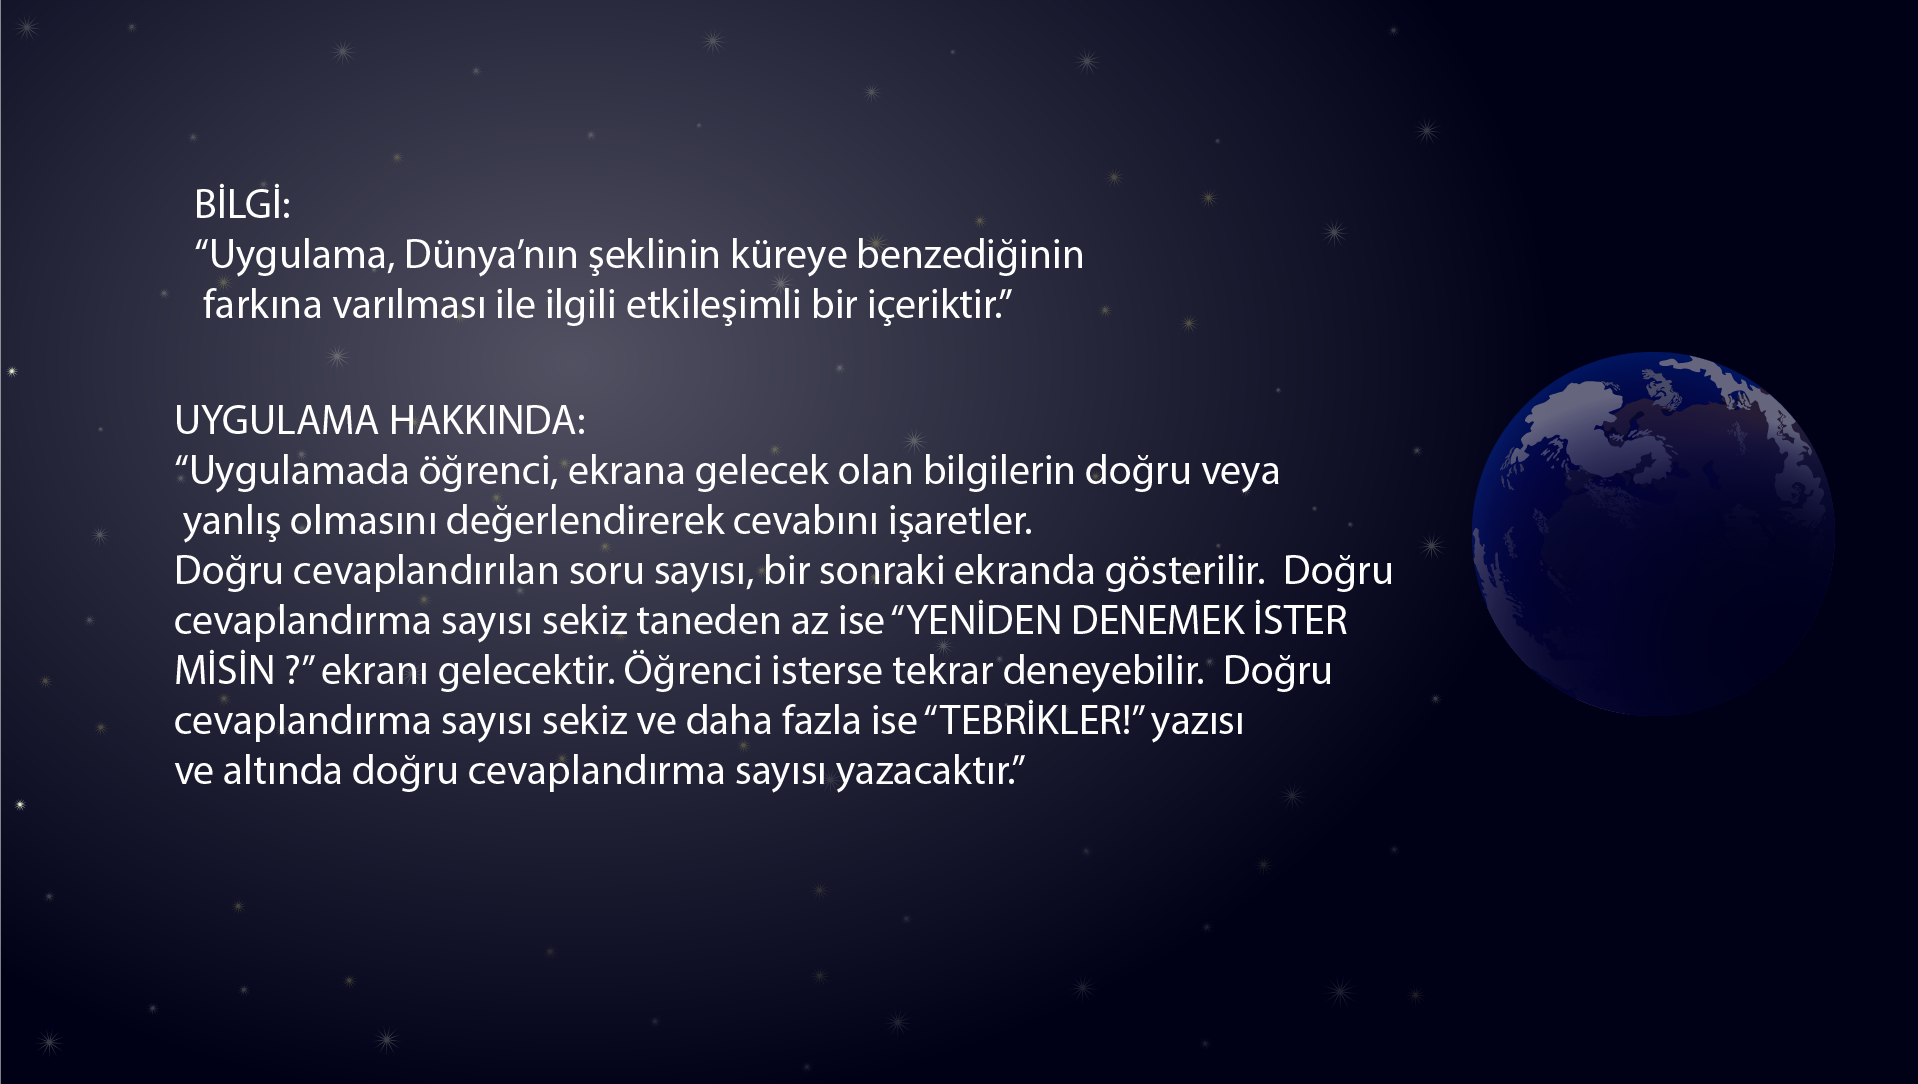 BİLGİ:
“Uygulama, Dünya’nın şeklinin küreye benzediğinin
farkına varılması ile ilgili etkileşimli bir içeriktir.”
UYGULAMA HAKKINDA:
“Uygulamada öğrenci, ekrana gelecek olan bilgilerin doğru veya
yanlış olmasını değerlendirerek cevabını işaretler.
Doğru cevaplandırılan soru sayısı, bir sonraki ekranda gösterilir.  Doğru
cevaplandırma sayısı sekiz taneden az ise “YENİDEN DENEMEK İSTER
MİSİN ?” ekranı gelecektir. Öğrenci isterse tekrar deneyebilir.  Doğru
cevaplandırma sayısı sekiz ve daha fazla ise “TEBRİKLER!” yazısı
ve altında doğru cevaplandırma sayısı yazacaktır.”